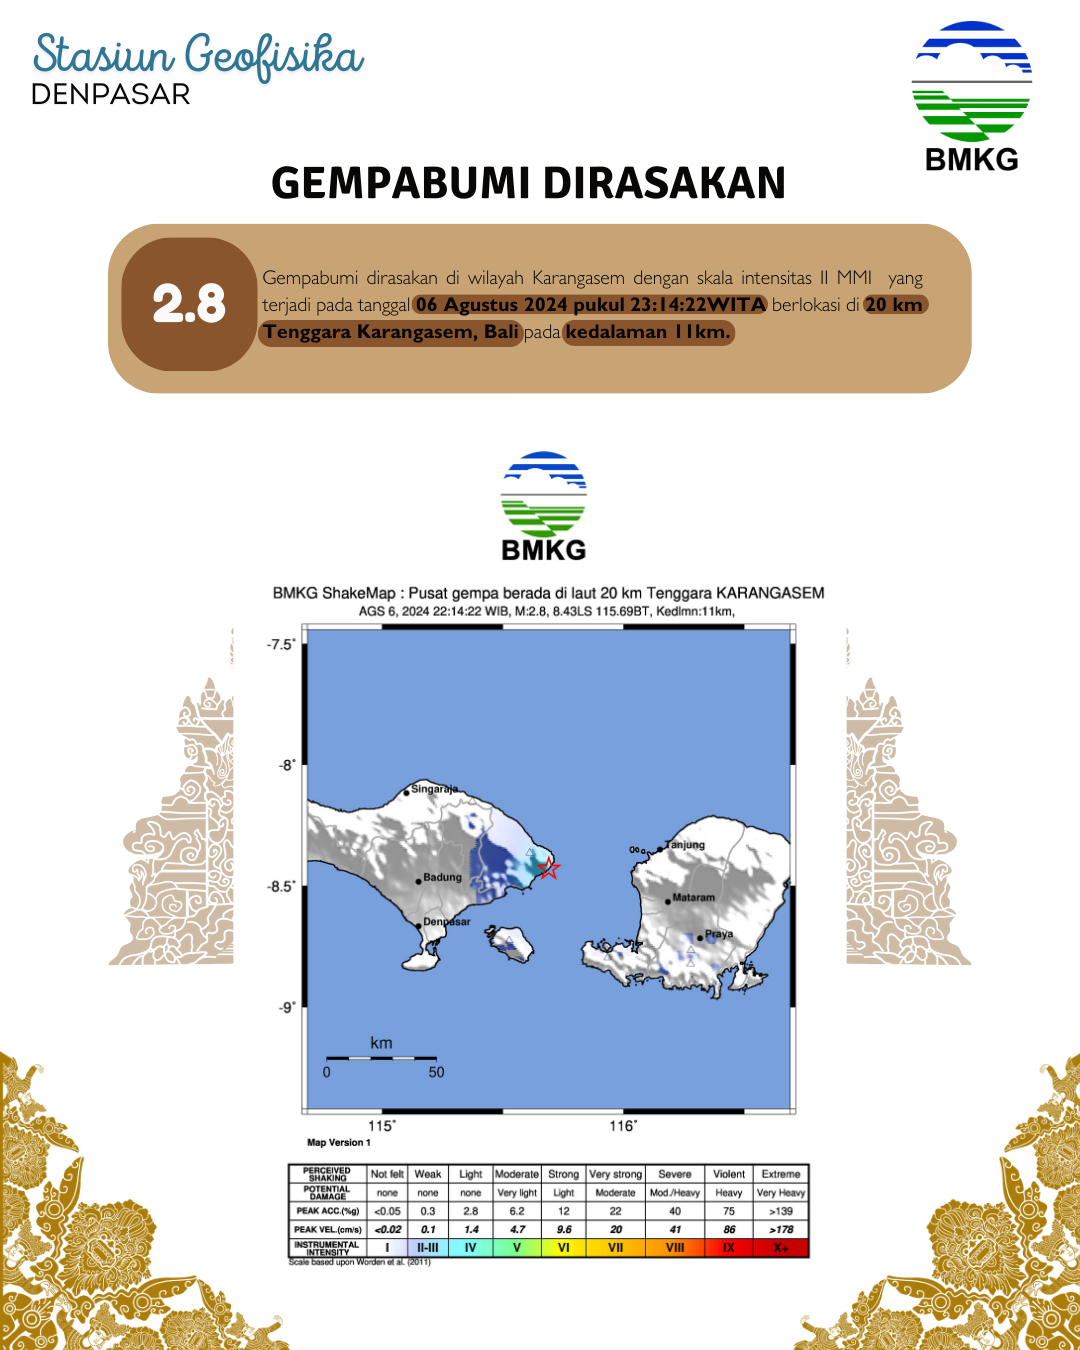 Stasiun Geofisika
DENPASAR
BMKG
GEMPABUMI DIRASAKAN
2.8
Gempabumi dirasakan di wilayah Karangasem dengan skala intensitas II MMI yang
terjadi pada tanggal 06 Agustus 2024 pukul 23:14:22WITA berlokasi di 20 km
Tenggara Karangasem, Bali pada kedalaman 11km.
BMKG
BMKG ShakeMap : Pusat gempa berada di laut 20 km Tenggara KARANGASEM
AGS 6, 2024 22:14:22 WIB, M:2.8, 8.43LS 115.69BT, Kedlmn:11km,
-7.5°
-8°
Singaraja
Tanjung
Badung
-8.5°
Mataram
Denpasar
Praya
-9°
km
0 50
115° 116°
Map Version 1
PERCEIVED SHAKING Not felt Weak Light Moderate Strong Very strong Severe Violent Extreme
POTENTIAL DAMAGE none none none Very light Light Moderate Mod./Heavy Heavy Very Heavy
PEAK ACC.(%g) <0.05 0.3 2.8 6.2 12 22 40 75 >139
PEAK VEL.(cm/s) <0.02 0.1 1.4 4.7 9.6 20 41 86 >178
INSTRUMENTAL INTENSITY I II-III IV V VI VII VIII IX X+
Scale based upon Worden et al. (2011)